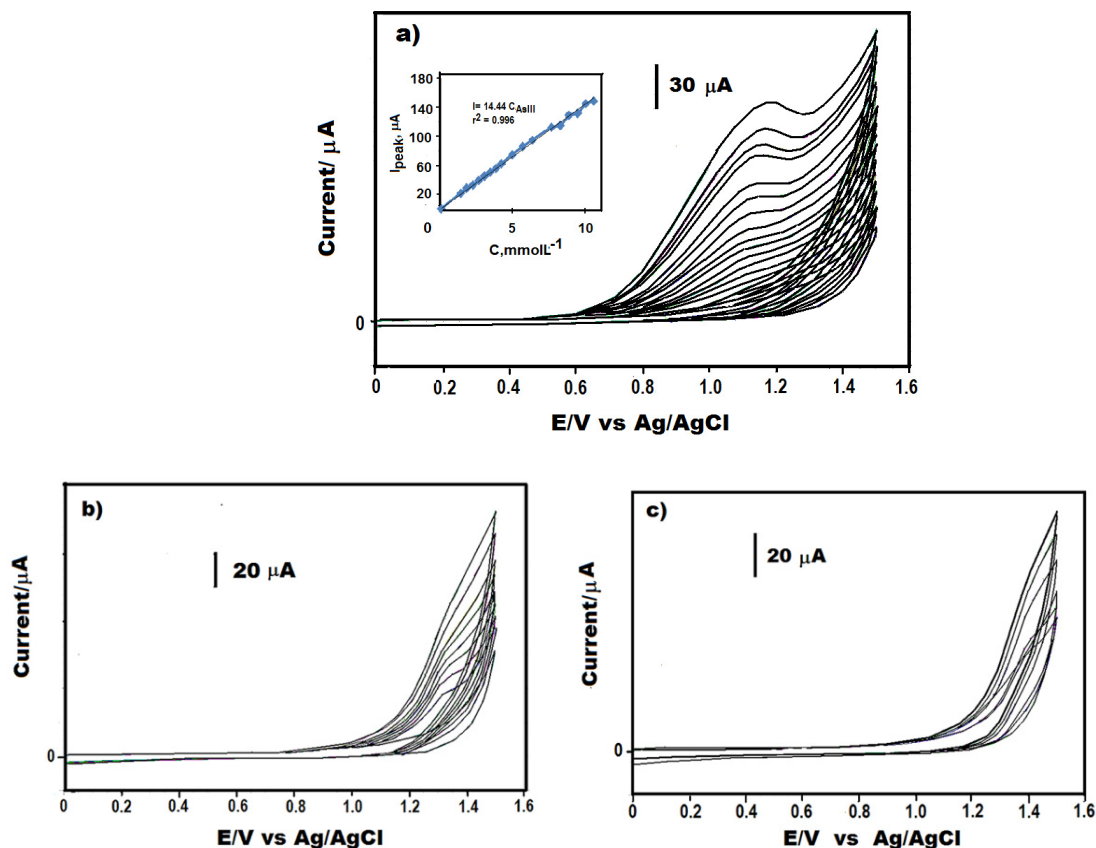 a)
30 μA
180
140
100
60
20
I= 14.44 CAsIII
r2 = 0.996
Ipeak, μA
0 5 10
C,mmolL-1
Current/ μA
0
0 0.2 0.4 0.6 0.8 1.0 1.2 1.4 1.6
E/V vs Ag/AgCl
b)
20 μA
Current/μA
0
0 0.2 0.4 0.6 0.8 1.0 1.2 1.4 1.6
E/V vs Ag/AgCl
c)
20 μA
Current/μA
0
0 0.2 0.4 0.6 0.8 1.0 1.2 1.4 1.6
E/V vs Ag/AgCl